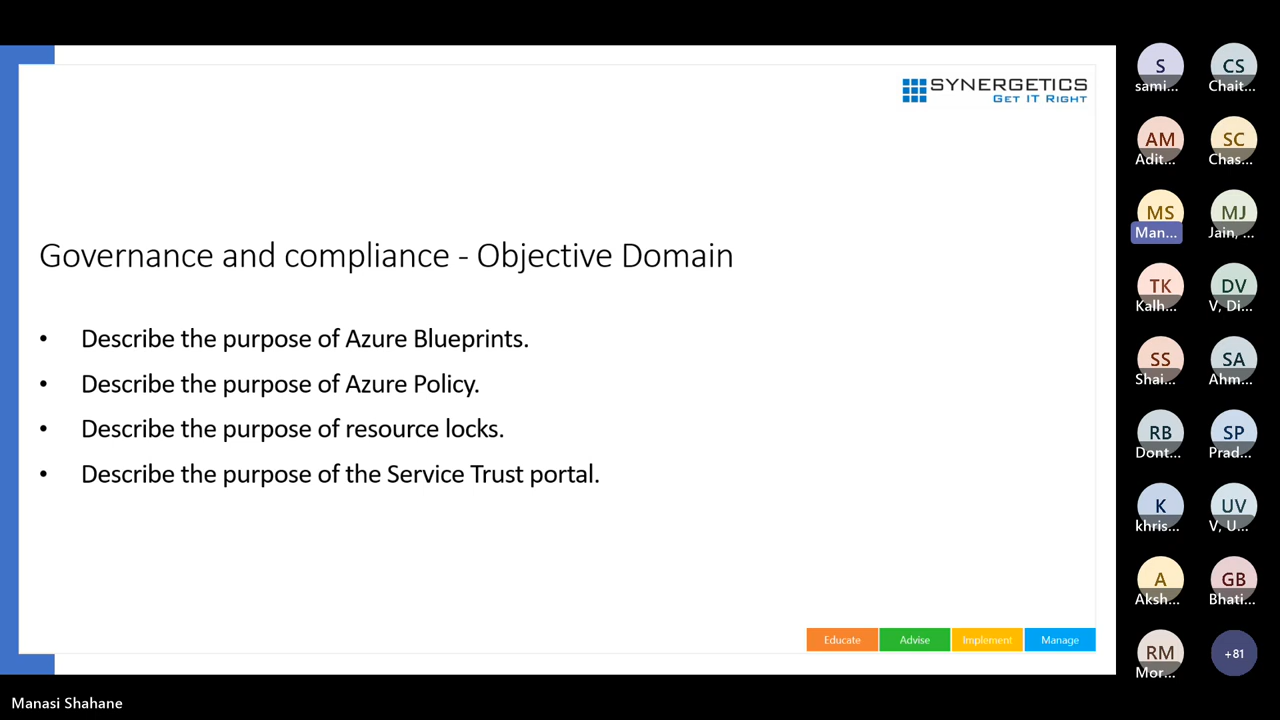 SYNERGETICS
GET IT RIGHT
Governance and compliance - Objective Domain
• Describe the purpose of Azure Blueprints.
• Describe the purpose of Azure Policy.
• Describe the purpose of resource locks.
• Describe the purpose of the Service Trust portal.
Educate Advise Implement Manage
S CS
sami... Chait...
AM SC
Adit... Chas...
MS MJ
Man... Jain, ...
TK DV
Kalh... V, Di...
SS SA
Shai... Ahm...
RB SP
Dont... Prad...
K UV
khris... V, U...
A GB
Aksh... Bhati...
RM +81
Mor...
Manasi Shahane